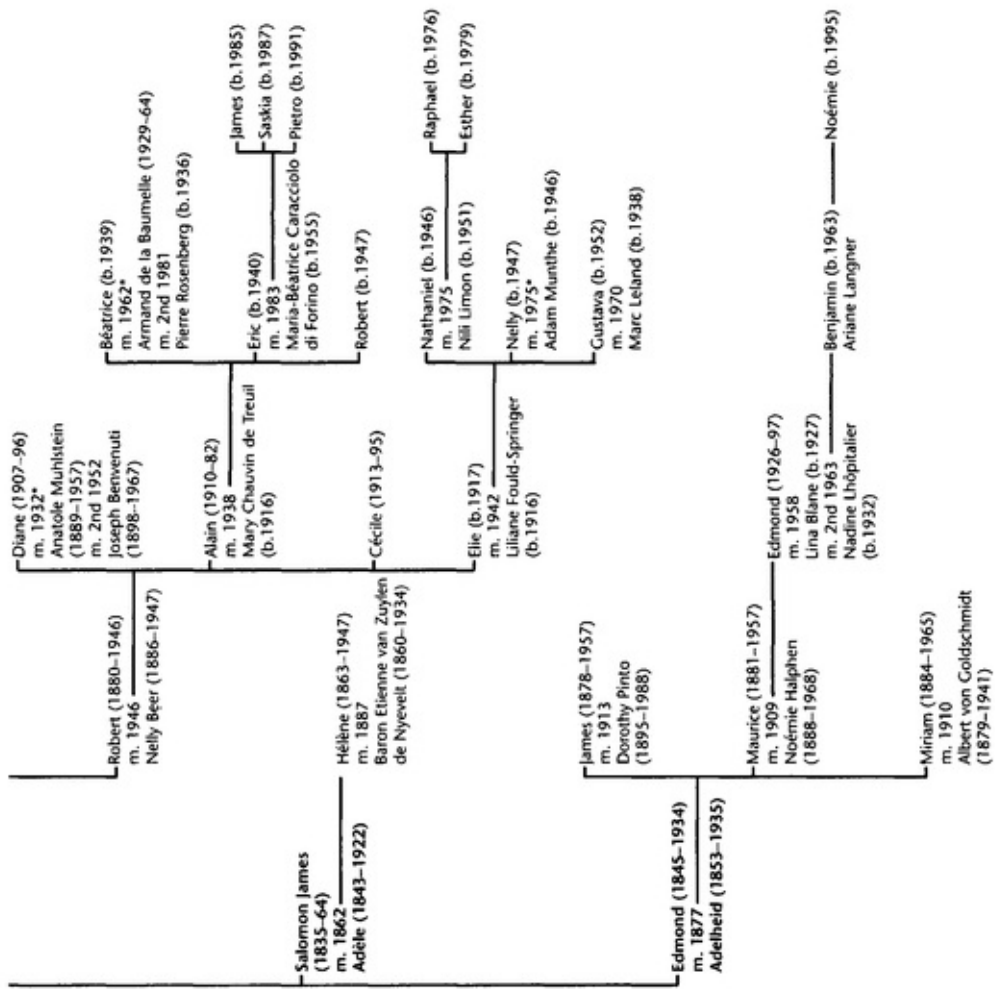 Salomon James
(1835–64)
m. 1862
Adèle (1843–1922)
Edmond (1845–1934)
m. 1877
Adelheid (1853–1935)
Robert (1880–1946)
m. 1946
Nelly Beer (1886–1947)
Hélène (1863–1947)
m. 1887
Baron Etienne van Zuylen
de Nyevelt (1860–1934)
James (1878–1957)
m. 1913
Dorothy Pinto
(1895–1988)
Maurice (1881–1957)
m. 1909
Noémie Halphen
(1888–1968)
Miriam (1884–1965)
m. 1910
Albert von Goldschmidt
(1879–1941)
Diane (1907–96)
m. 1932*
Anatole Muhlstein
(1889–1957)
m. 2nd 1952
Joseph Benvenuti
(1898–1967)
Alain (1910–82)
m. 1938
Mary Chauvin de Treuil
(b.1916)
Cécile (1913–95)
Elie (b.1917)
m. 1942
Liliane Fould-Springer
(b.1916)
Edmond (1926–97)
m. 1958
Lina Blane (b.1927)
m. 2nd 1963
Nadine Lhôpitalier
(b.1932)
Béatrice (b.1939)
m. 1962*
Armand de la Baumelle (1929–64)
m. 2nd 1981
Pierre Rosenberg (b.1936)
Eric (b.1940)
m. 1983
Maria-Béatrice Caracciolo
di Forino (b.1955)
Robert (b.1947)
Nathaniel (b.1946)
m. 1975
Nili Limon (b.1951)
Nelly (b.1947)
m. 1975*
Adam Munthe (b.1946)
Gustava (b.1952)
m. 1970
Marc Leland (b.1938)
Benjamin (b.1963)
Ariane Langner
James (b.1985)
Saskia (b.1987)
Pietro (b.1991)
Raphael (b.1976)
Esther (b.1979)
Noémie (b.1995)